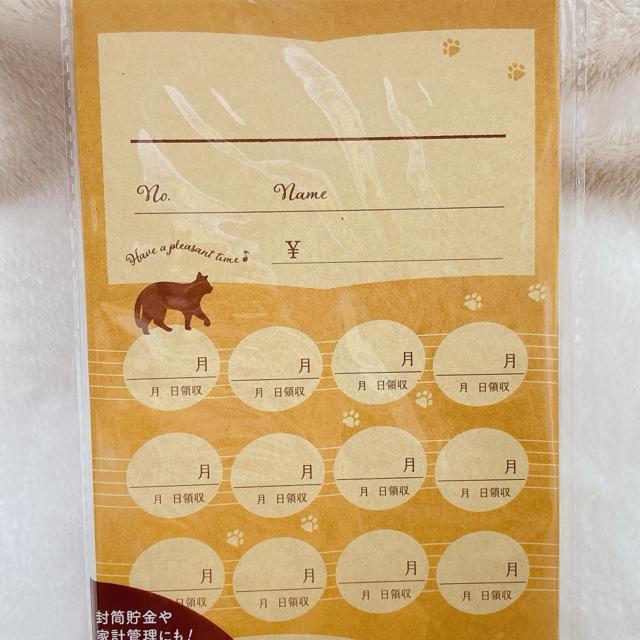 No. Name
Have a pleasant time♪
¥
月 月 月 月
月 日領収 月 日領収 月 日領収 月 日領収
月 月 月 月
月 日領収 月 日領収 月 日領収 月 日領収
月 月 月 月
月 日領収 月 日領収 月 日領収 月 日領収
封筒貯金や
家計管理にも!